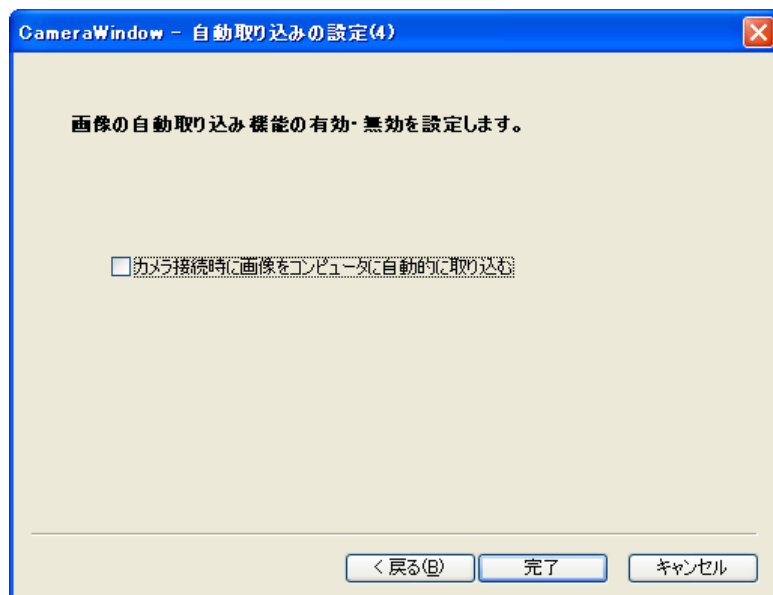 CameraWindow - 自動取り込みの設定(4)
画像の自動取り込み機能の有効・無効を設定します。
カメラ接続時に画像をコンピュータに自動的に取り込む
< 戻る(B)
完了
キャンセル